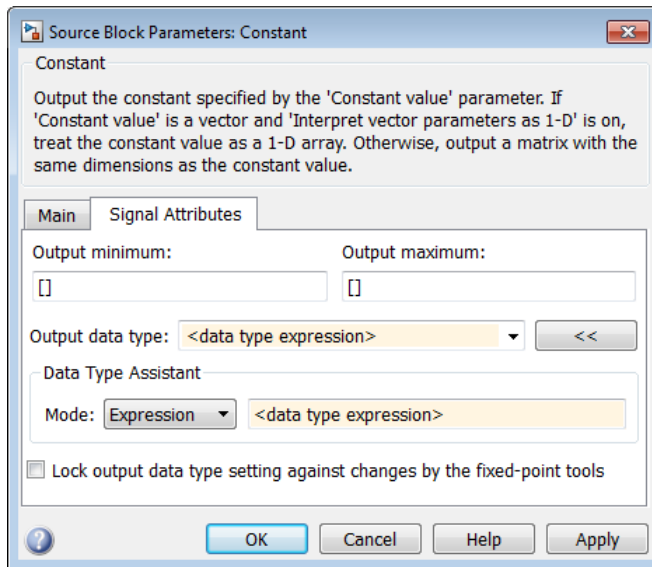 Source Block Parameters: Constant
Constant
Output the constant specified by the 'Constant value' parameter. If
'Constant value' is a vector and 'Interpret vector parameters as 1-D' is on,
treat the constant value as a 1-D array. Otherwise, output a matrix with the
same dimensions as the constant value.
Main Signal Attributes
Output minimum: Output maximum:
[] []
Output data type: <data type expression> <<
Data Type Assistant
Mode: Expression <data type expression>
Lock output data type setting against changes by the fixed-point tools
? OK Cancel Help Apply